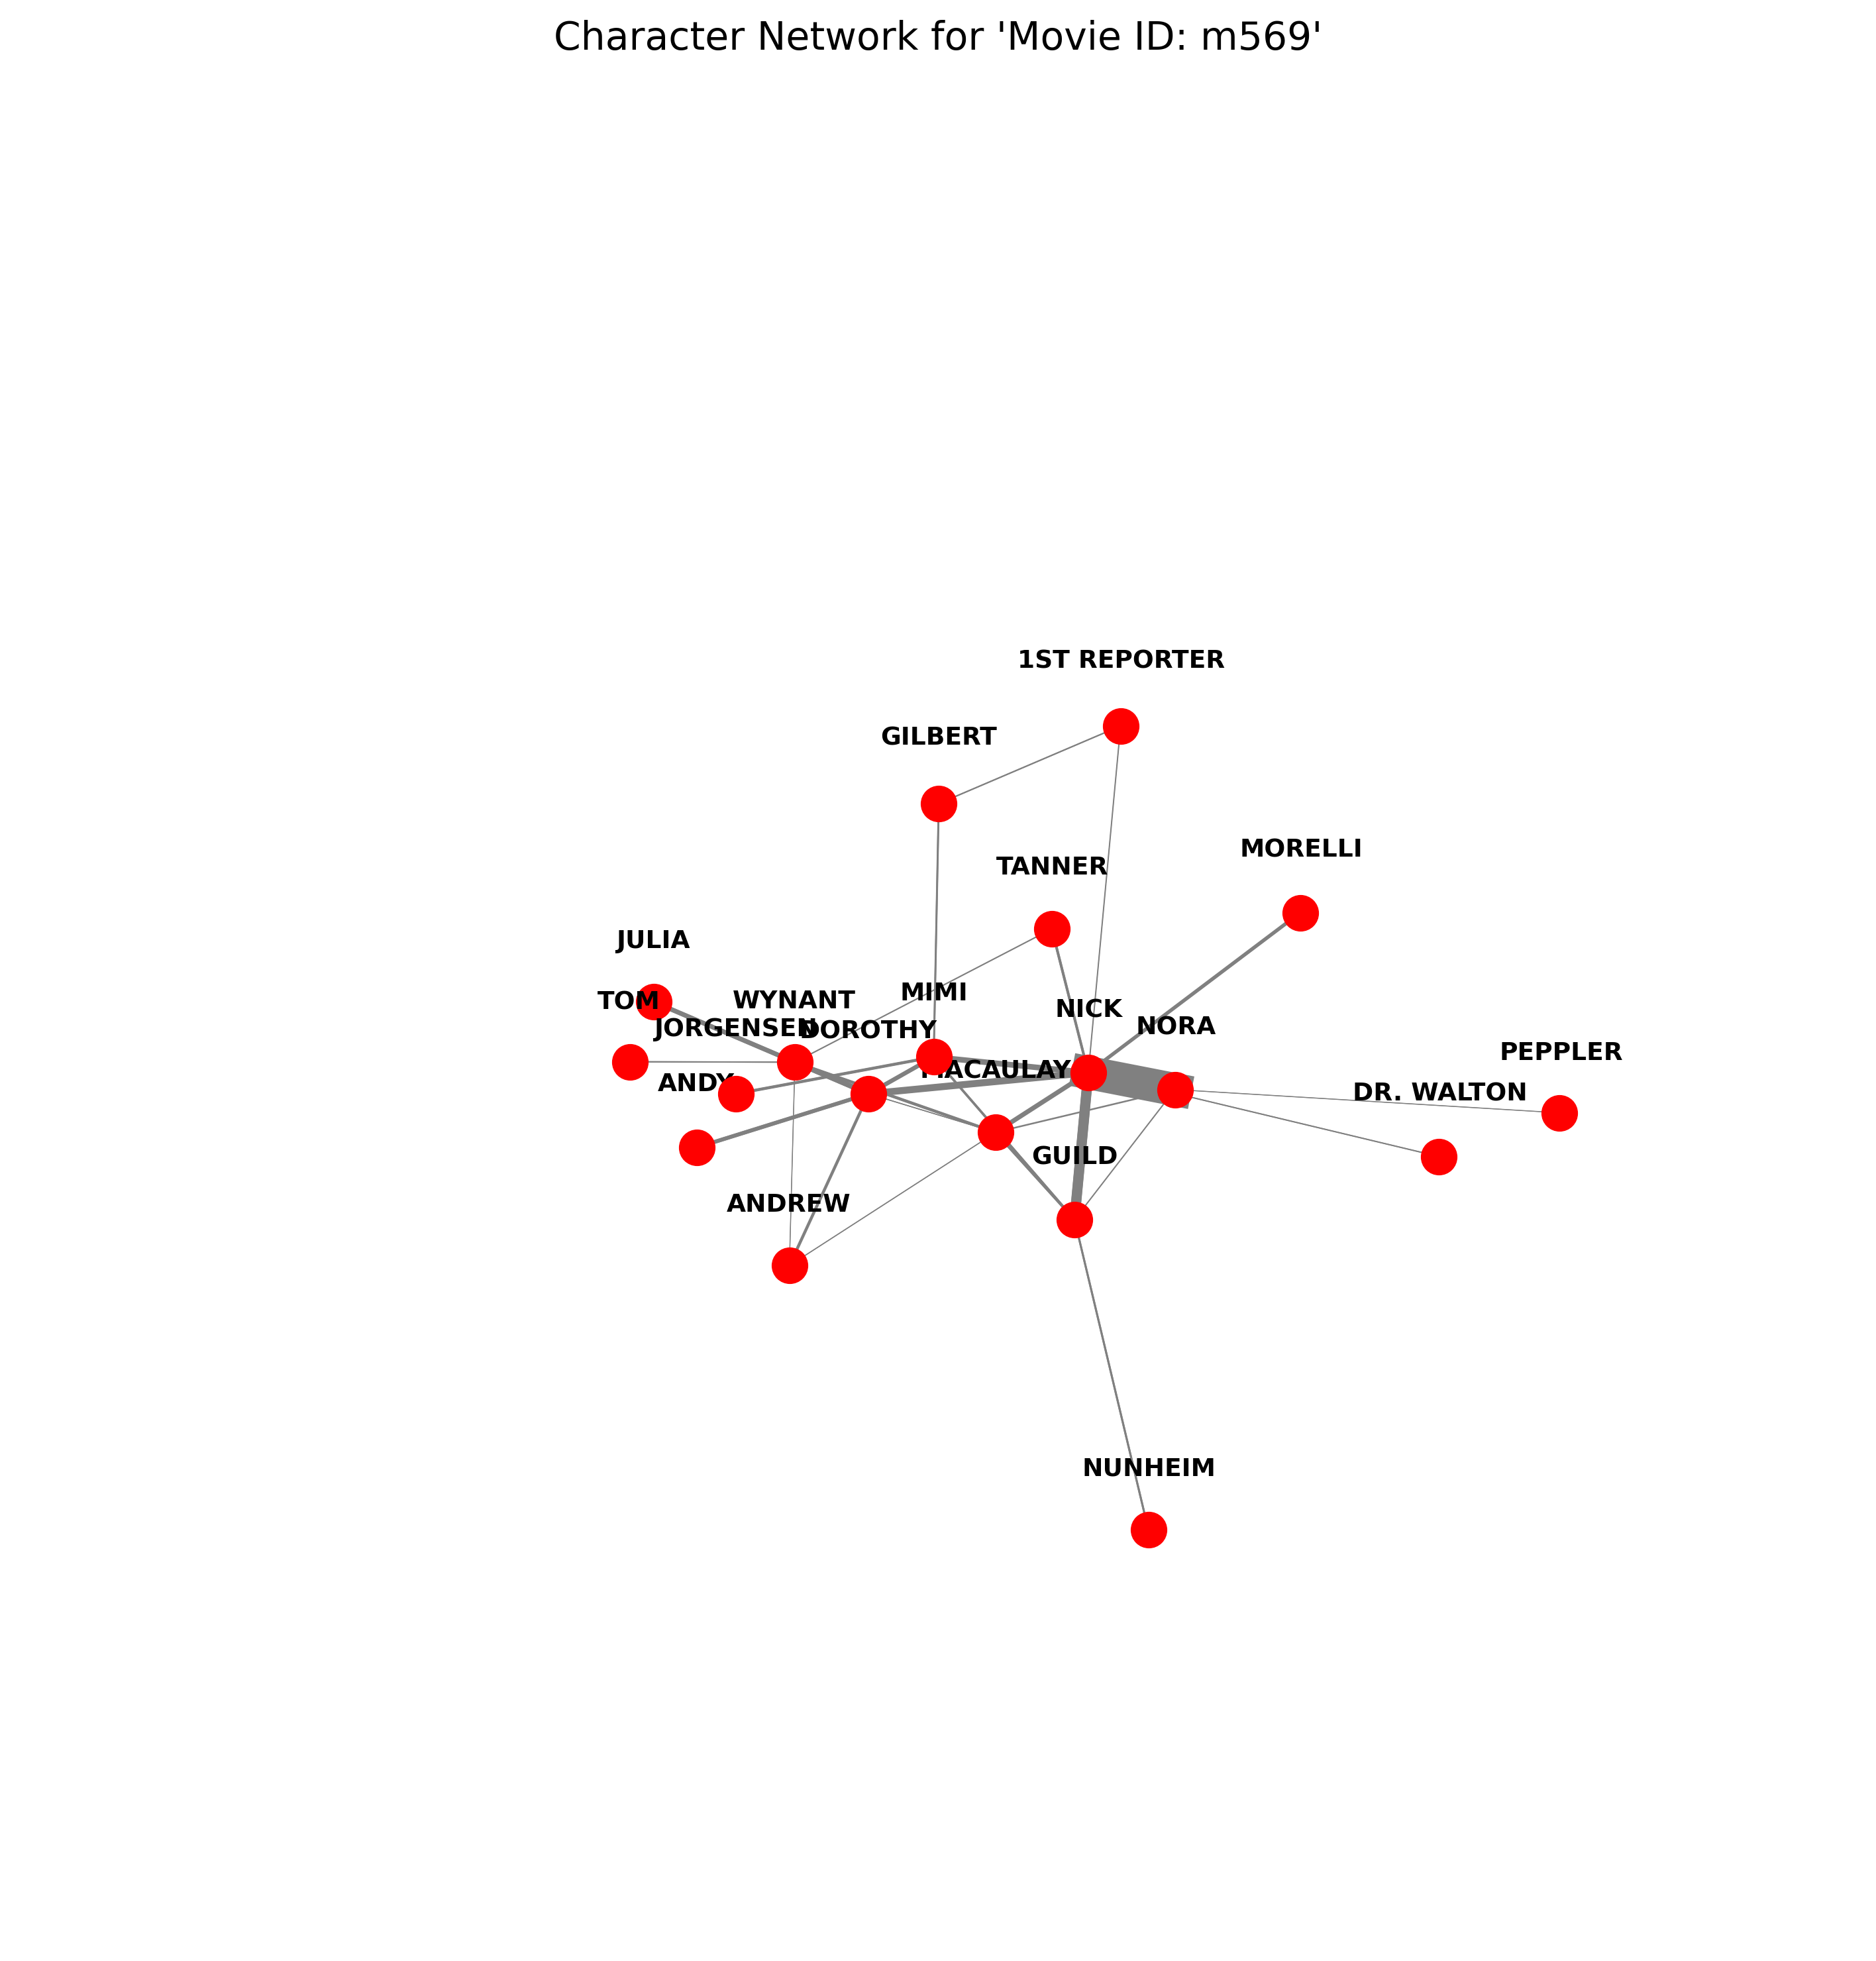 Character Network for 'Movie ID: m569'
1ST REPORTER
GILBERT
MORELLI
TANNER
JULIA
MIMI
WYNANT
TOM
NICK
NORA
JORGENSEN
DOROTHY
PEPPLER
MACAULAY
ANDY
DR. WALTON
GUILD
ANDREW
NUNHEIM